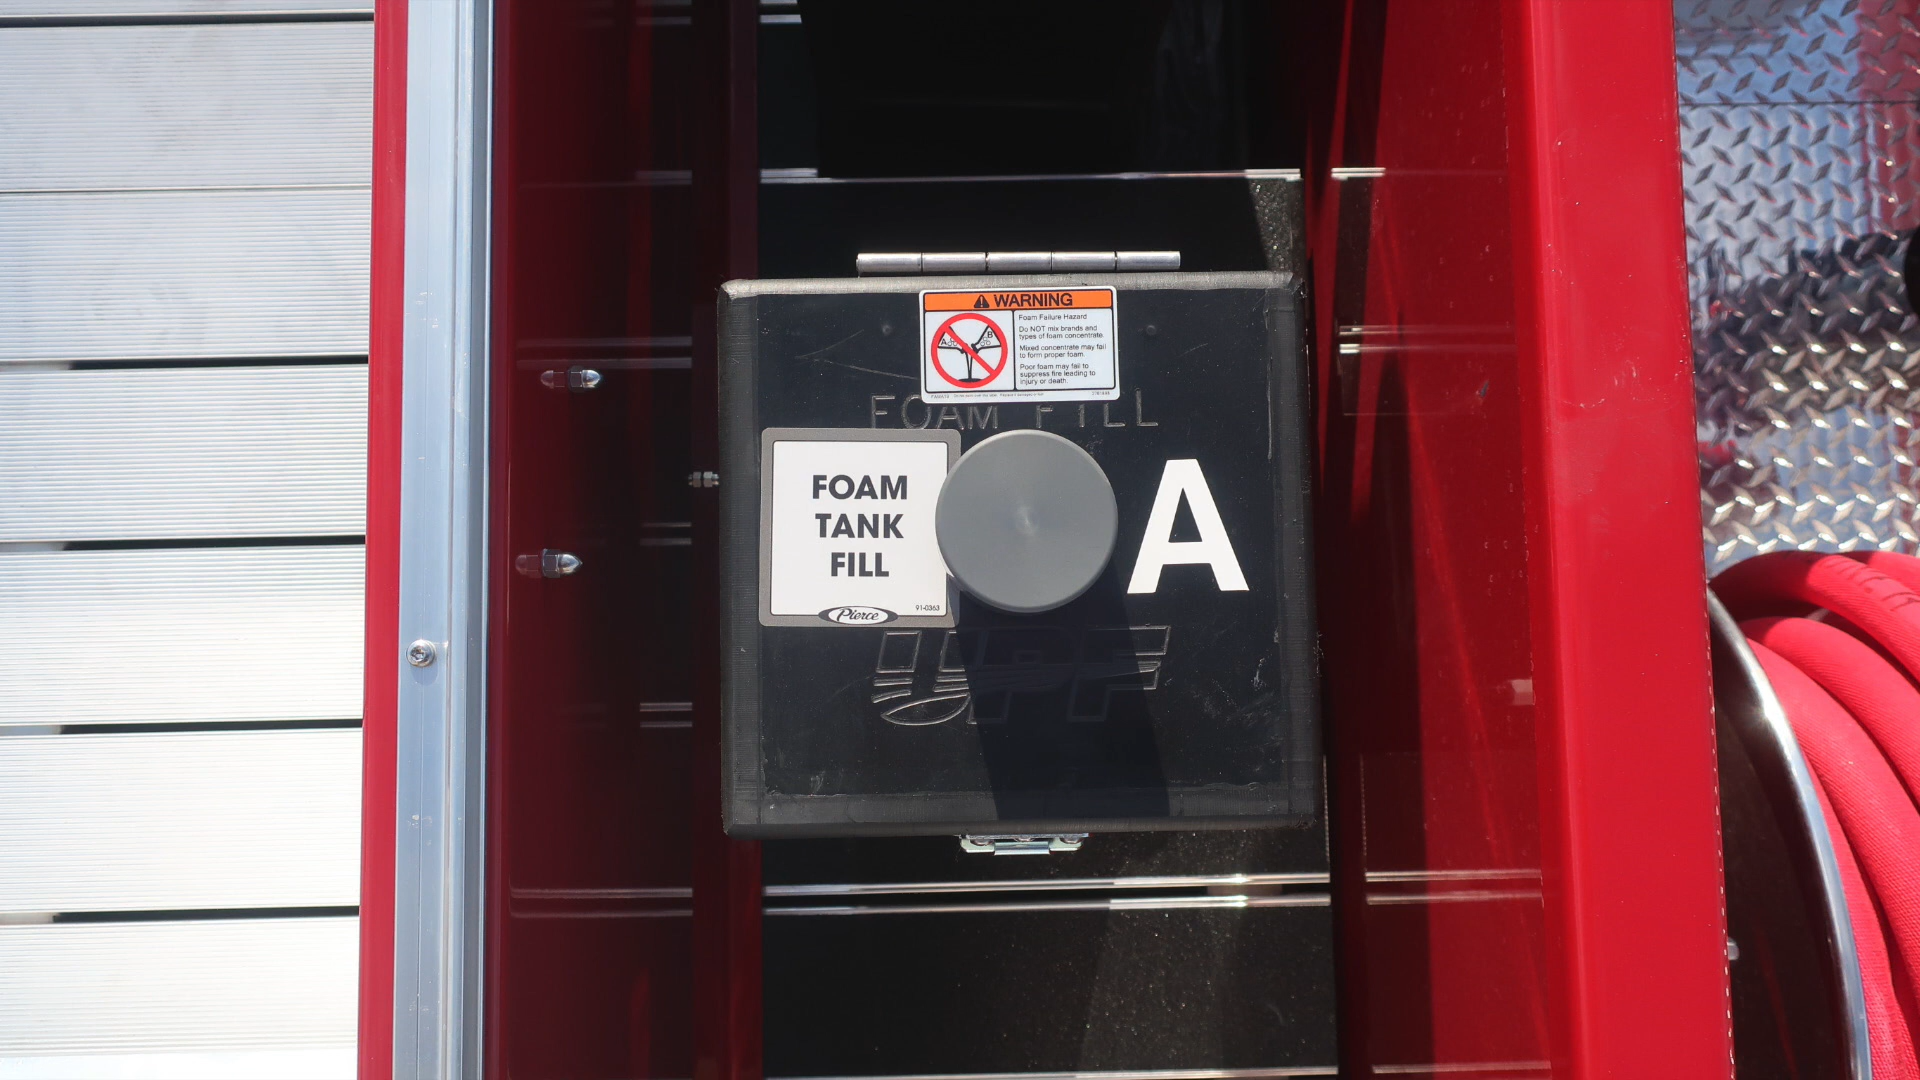 WARNING
Foam Failure Hazard
Do NOT mix brands and
types of foam concentrate.
Mixed concentrate may fail
to form proper foam.
Poor foam may fail to
suppress fire leading to
injury or death.
A
B
FOAM FILL
FOAM
TANK
FILL
Pierce
91-0363
A
UPF